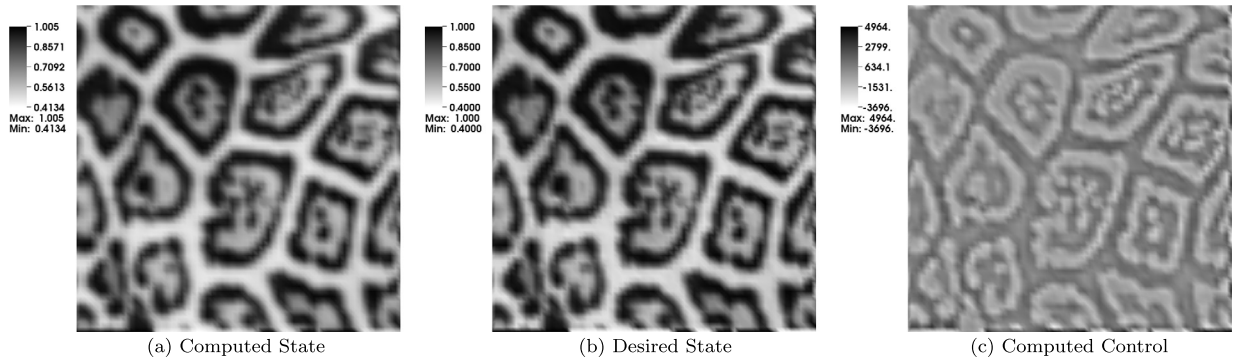 1.005
0.8571
0.7092
0.5613
0.4134
Max: 1.005
Min: 0.4134
1.000
0.8500
0.7000
0.5500
0.4000
Max: 1.000
Min: 0.4000
4964.
2799.
634.1
-1531.
-3696.
Max: 4964.
Min: -3696.
(a) Computed State
(b) Desired State
(c) Computed Control